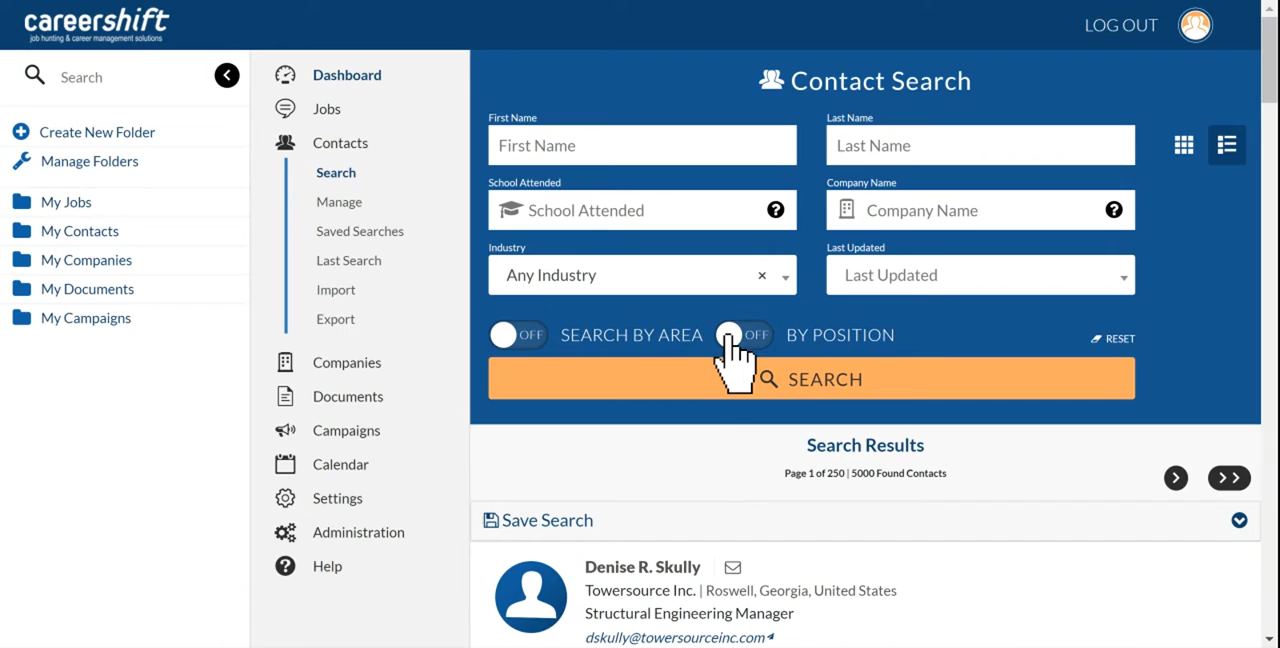 careershift
job hunting & career management solutions
LOG OUT
Search
Create New Folder
Manage Folders
My Jobs
My Contacts
My Companies
My Documents
My Campaigns
Dashboard
Jobs
Contacts
Search
Manage
Saved Searches
Last Search
Import
Export
Companies
Documents
Campaigns
Calendar
Settings
Administration
Help
Contact Search
First Name
Last Name
First Name
Last Name
School Attended
Company Name
School Attended
Company Name
Industry
Last Updated
Any Industry
Last Updated
OFF SEARCH BY AREA OFF BY POSITION RESET
SEARCH
Search Results
Page 1 of 250 | 5000 Found Contacts
Save Search
Denise R. Skully
Towersource Inc. | Roswell, Georgia, United States
Structural Engineering Manager
dskully@towersourceinc.com